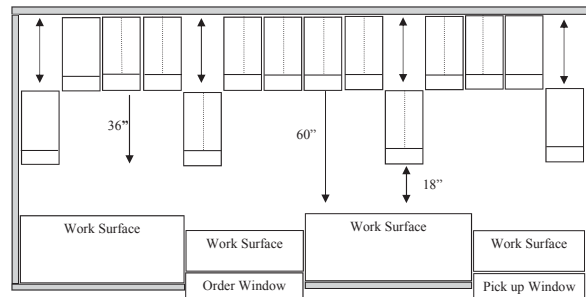 36”
60”
18”
Work Surface
Work Surface
Work Surface
Work Surface
Order Window
Pick up Window